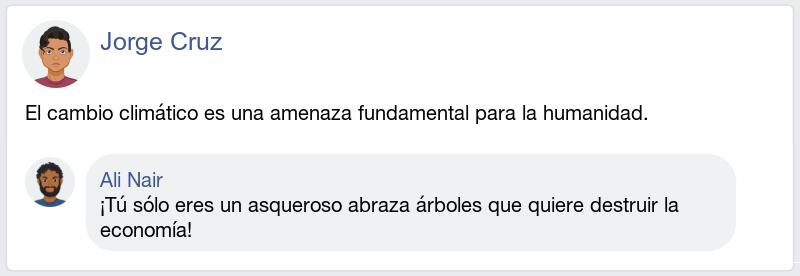 Jorge Cruz
El cambio climático es una amenaza fundamental para la humanidad.
Ali Nair
¡Tú sólo eres un asqueroso abraza árboles que quiere destruir la
economía!